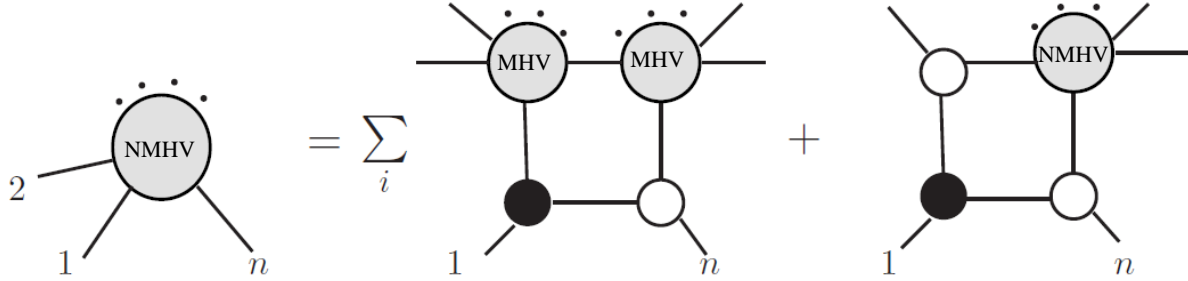 MHV MHV NMHV
NMHV = ∑ +
i
2
1 n 1 n 1 n